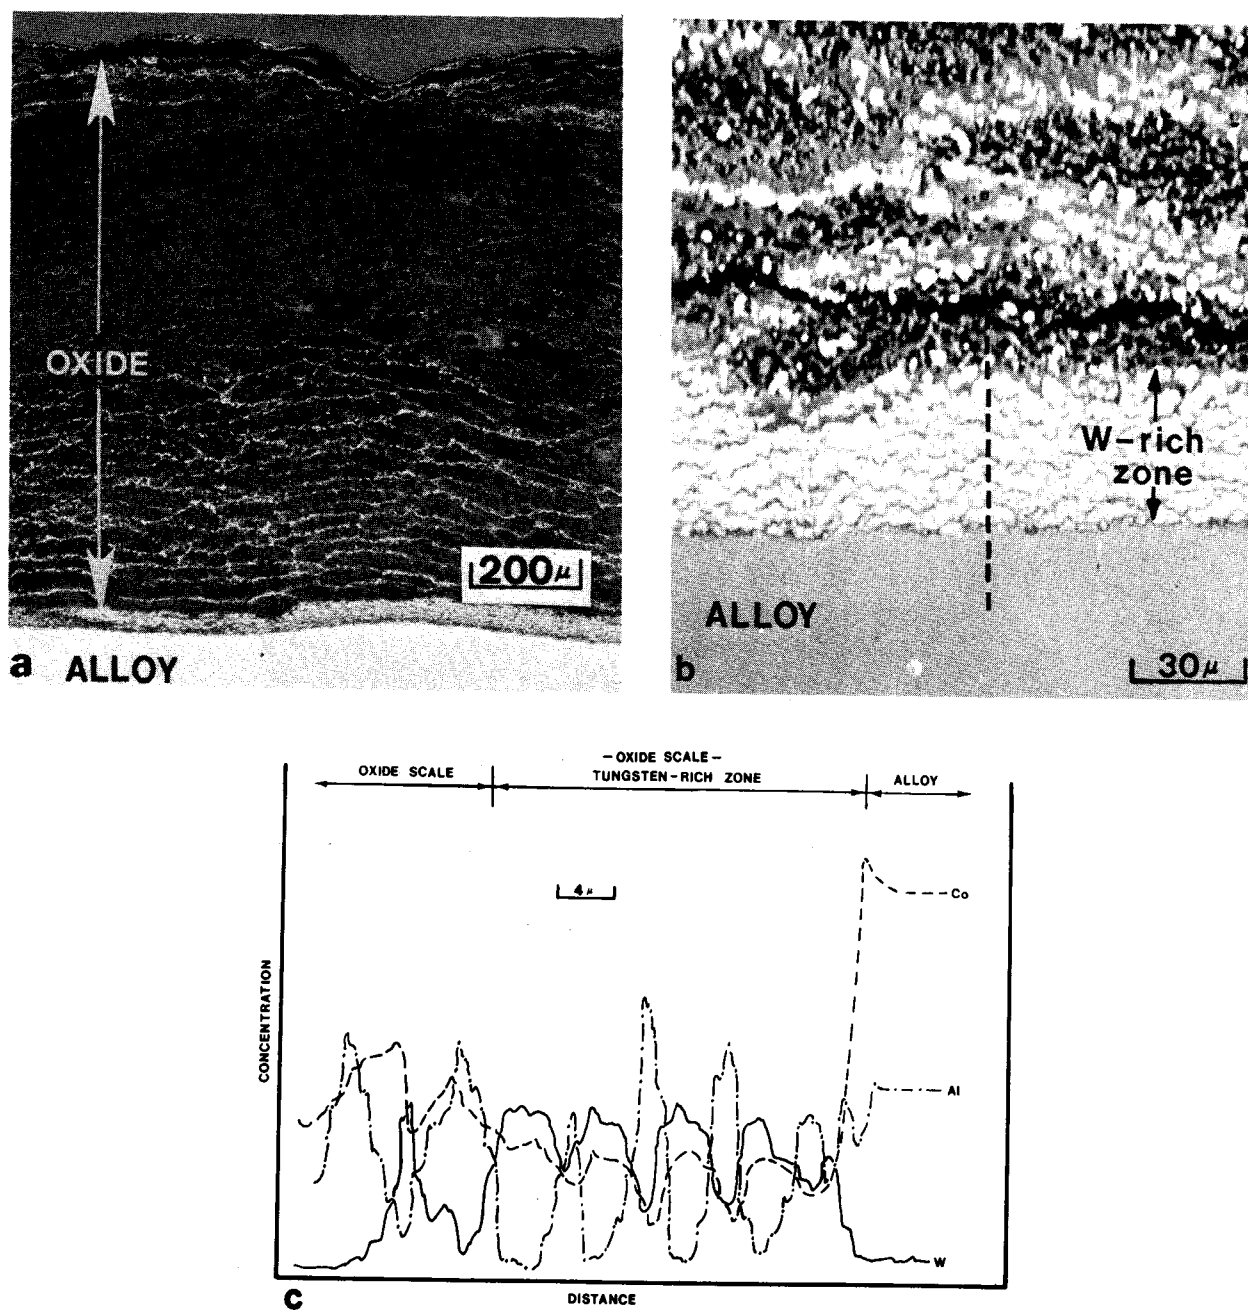 OXIDE
200μ
a ALLOY
W-rich
zone
ALLOY
b
30μ
-OXIDE SCALE-
OXIDE SCALE
TUNGSTEN-RICH ZONE
ALLOY
4μ
Co
CONCENTRATION
Al
W
C
DISTANCE